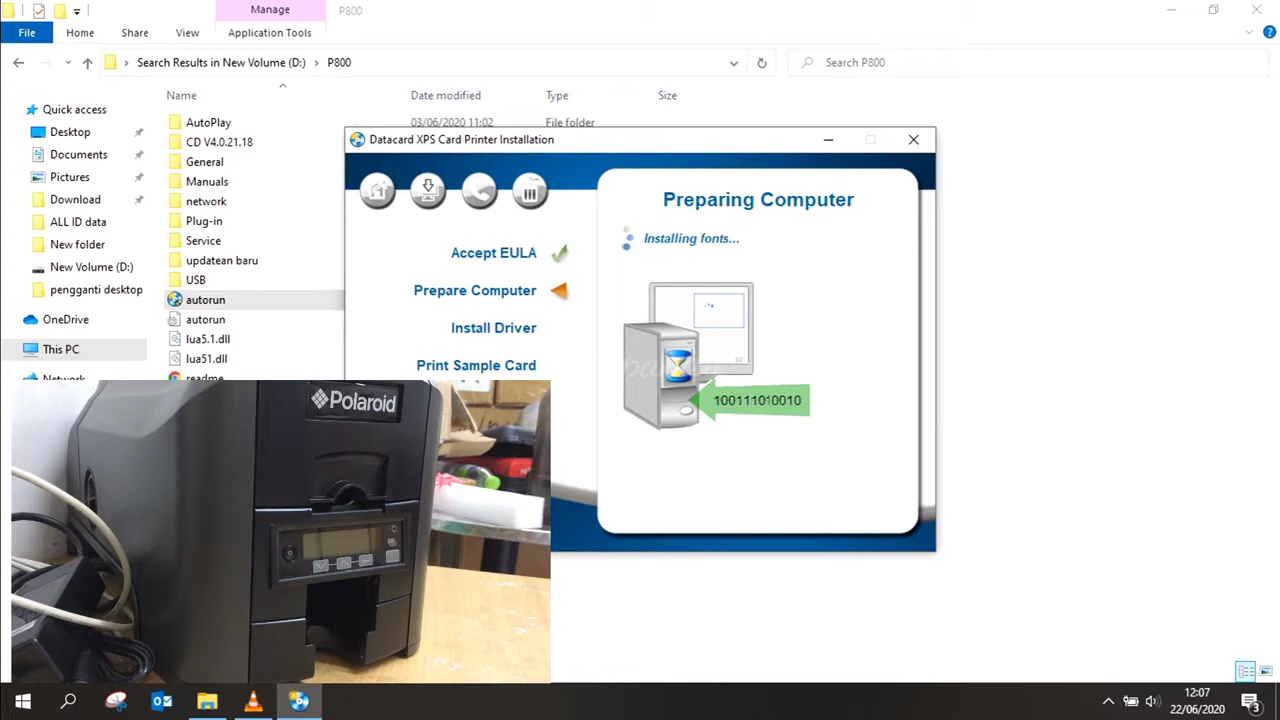 Manage
P800
File
Home
Share
View
Application Tools
Search Results in New Volume (D:)
P800
Search P800
Name
Date modified
Type
Size
Quick access
Desktop
Documents
Pictures
Download
ALL ID data
New folder
New Volume (D:)
pengganti desktop
OneDrive
This PC
Network
AutoPlay
03/06/2020 11:02
File folder
CD V4.0.21.18
General
Manuals
network
Plug-in
Service
updatean baru
USB
autorun
autorun
lua5.1.dll
lua51.dll
readme
Datacard XPS Card Printer Installation
Accept EULA
Prepare Computer
Install Driver
Print Sample Card
Preparing Computer
Installing fonts...
100111010010
Polaroid
12:07
22/06/2020
3